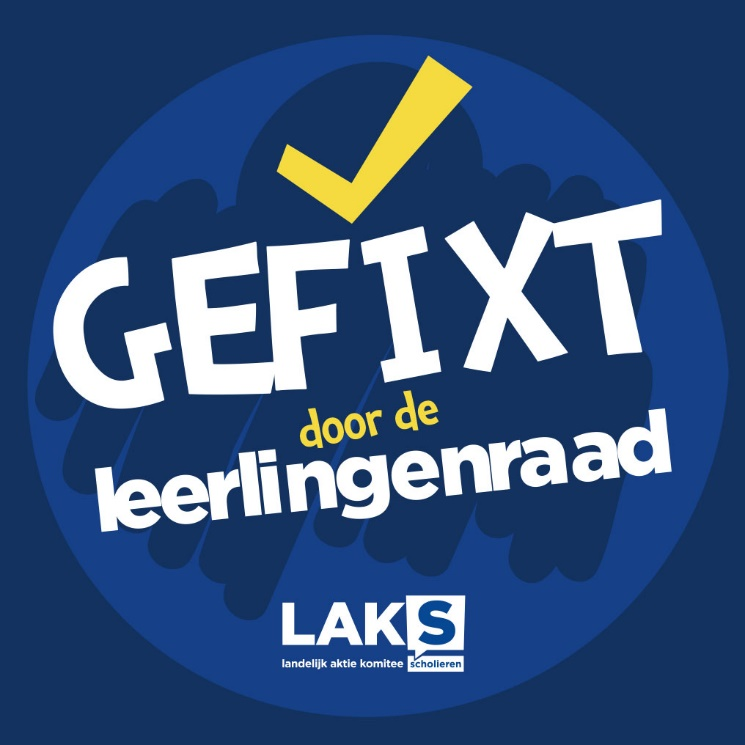 GEFIXT
door de
leerlingenraad
LAKS
landelijk aktie komitee scholieren